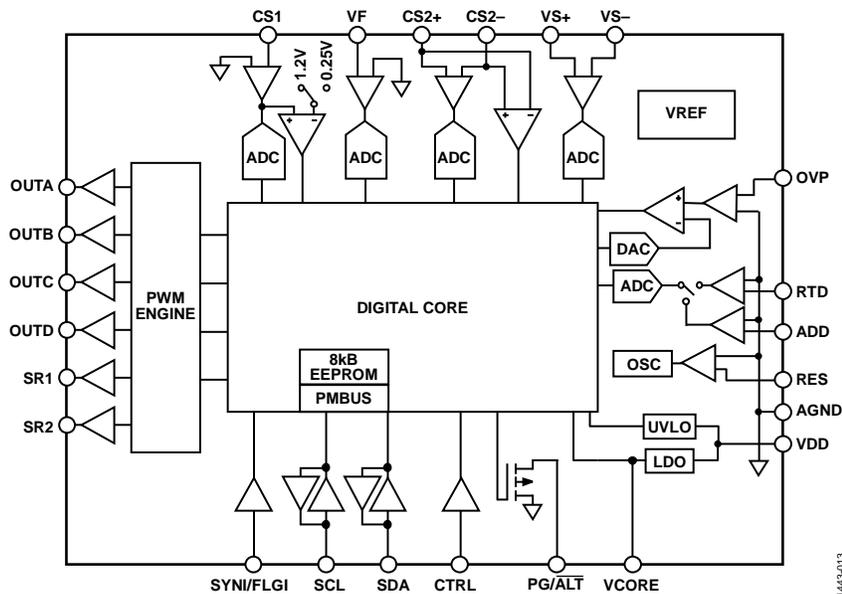 CS1
VF
CS2+
CS2–
VS+
VS–
1.2V
0.25V
VREF
+
–
+
–
ADC
ADC
ADC
ADC
OUTA
OUTB
OUTC
OUTD
SR1
SR2
PWM
ENGINE
DIGITAL CORE
8kB
EEPROM
PMBUS
+
–
DAC
ADC
OSC
UVLO
LDO
OVP
RTD
ADD
RES
AGND
VDD
SYNI/FLGI
SCL
SDA
CTRL
PG/ALT
VCORE